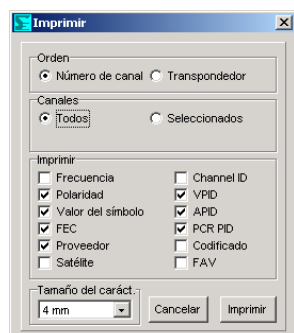 Imprimir
Orden
Número de canal Transpondedor
Canales
Todos Seleccionados
Imprimir
Frecuencia Channel ID
Polaridad VPID
Valor del símbolo APID
FEC PCR PID
Proveedor Codificado
Satélite FAV
Tamaño del caráct.
4 mm Cancelar Imprimir